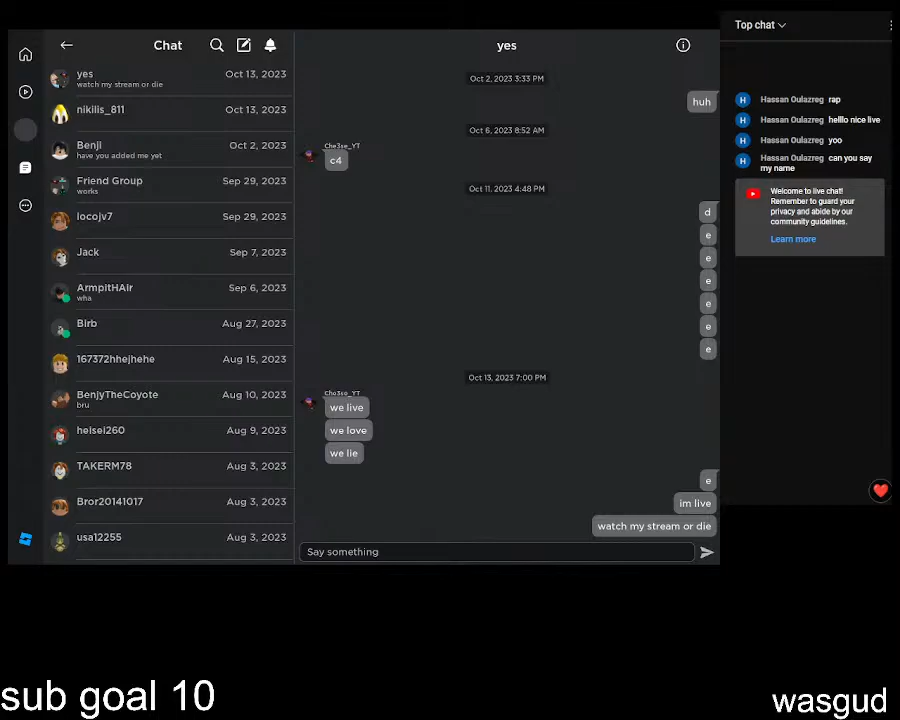 Chat
yes
Oct 13, 2023
watch my stream or die
nikilis_811
Oct 13, 2023
Benji
Oct 2, 2023
have you added me yet
Friend Group
Sep 29, 2023
works
locojv7
Sep 29, 2023
Jack
Sep 7, 2023
ArmpitHAir
Sep 6, 2023
wha
Birb
Aug 27, 2023
167372hhejhehe
Aug 15, 2023
BenjyTheCoyote
Aug 10, 2023
bru
heisei260
Aug 9, 2023
TAKERM78
Aug 3, 2023
Bror20141017
Aug 3, 2023
usa12255
Aug 3, 2023
yes
Oct 2, 2023 3:33 PM
huh
Oct 6, 2023 8:52 AM
Che3se_YT
c4
Oct 11, 2023 4:48 PM
d
e
e
e
e
e
e
Oct 13, 2023 7:00 PM
Che3se_YT
we live
we love
we lie
e
im live
watch my stream or die
Say something
Top chat
H Hassan Oulazreg rap
H Hassan Oulazreg helllo nice live
H Hassan Oulazreg yoo
H Hassan Oulazreg can you say
my name
Welcome to live chat!
Remember to guard your
privacy and abide by our
community guidelines.
Learn more
sub goal 10
wasgud